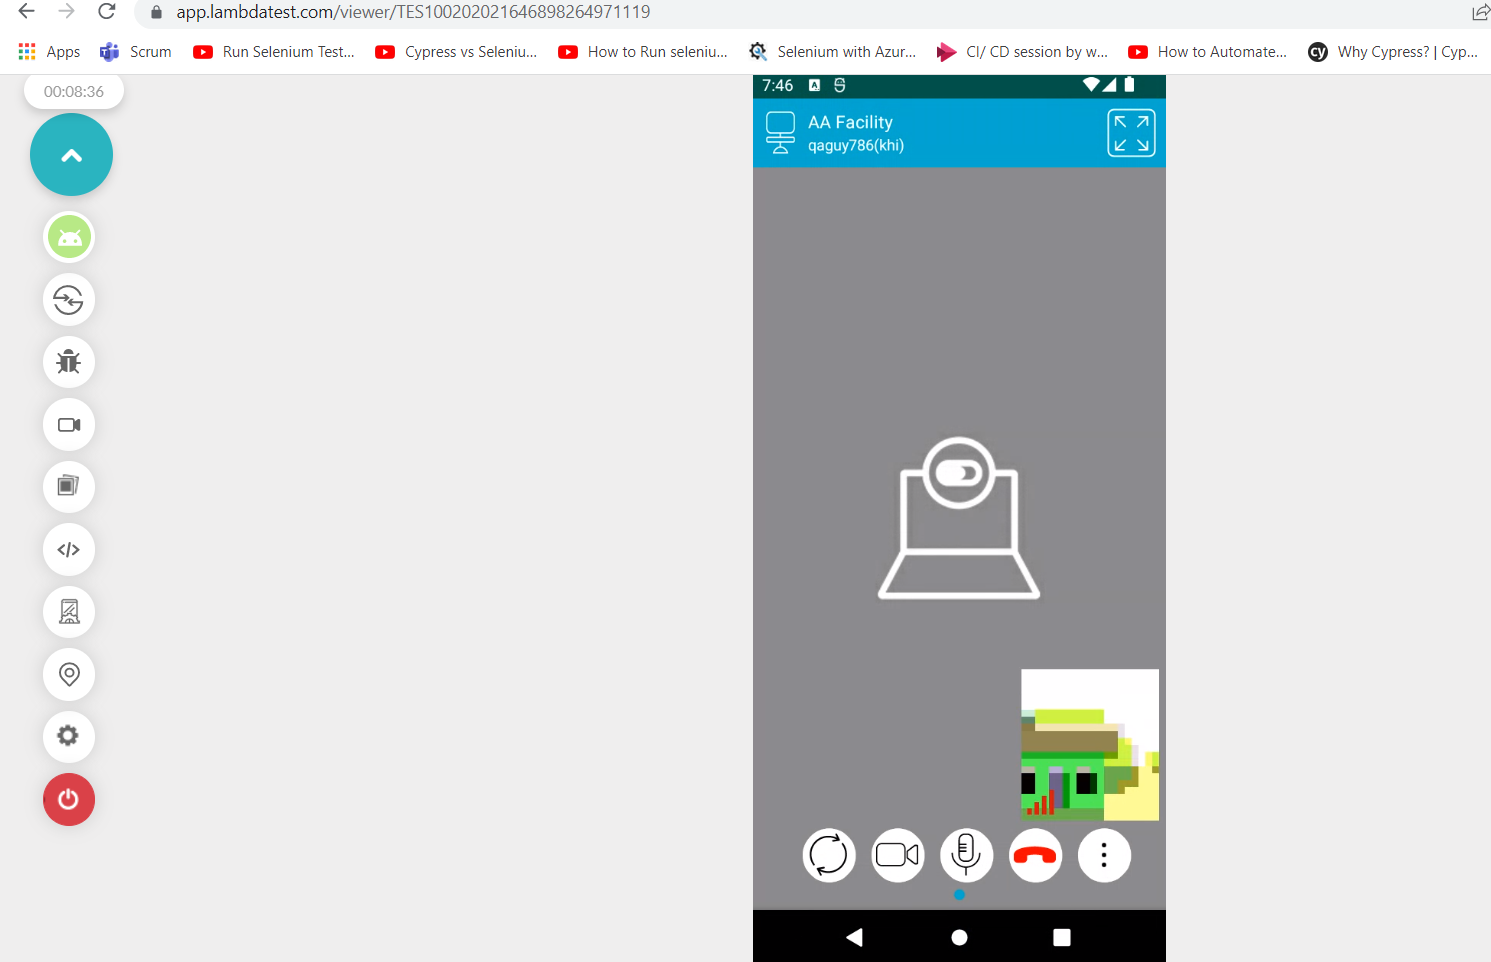 app.lambdatest.com/viewer/TES100202021646898264971119
Apps Scrum Run Selenium Test... Cypress vs Seleniu... How to Run seleniu... Selenium with Azur... CI/ CD session by w... How to Automate... cy Why Cypress? | Cyp...
00:08:36
7:46 A
AA Facility
qaguy786(khi)